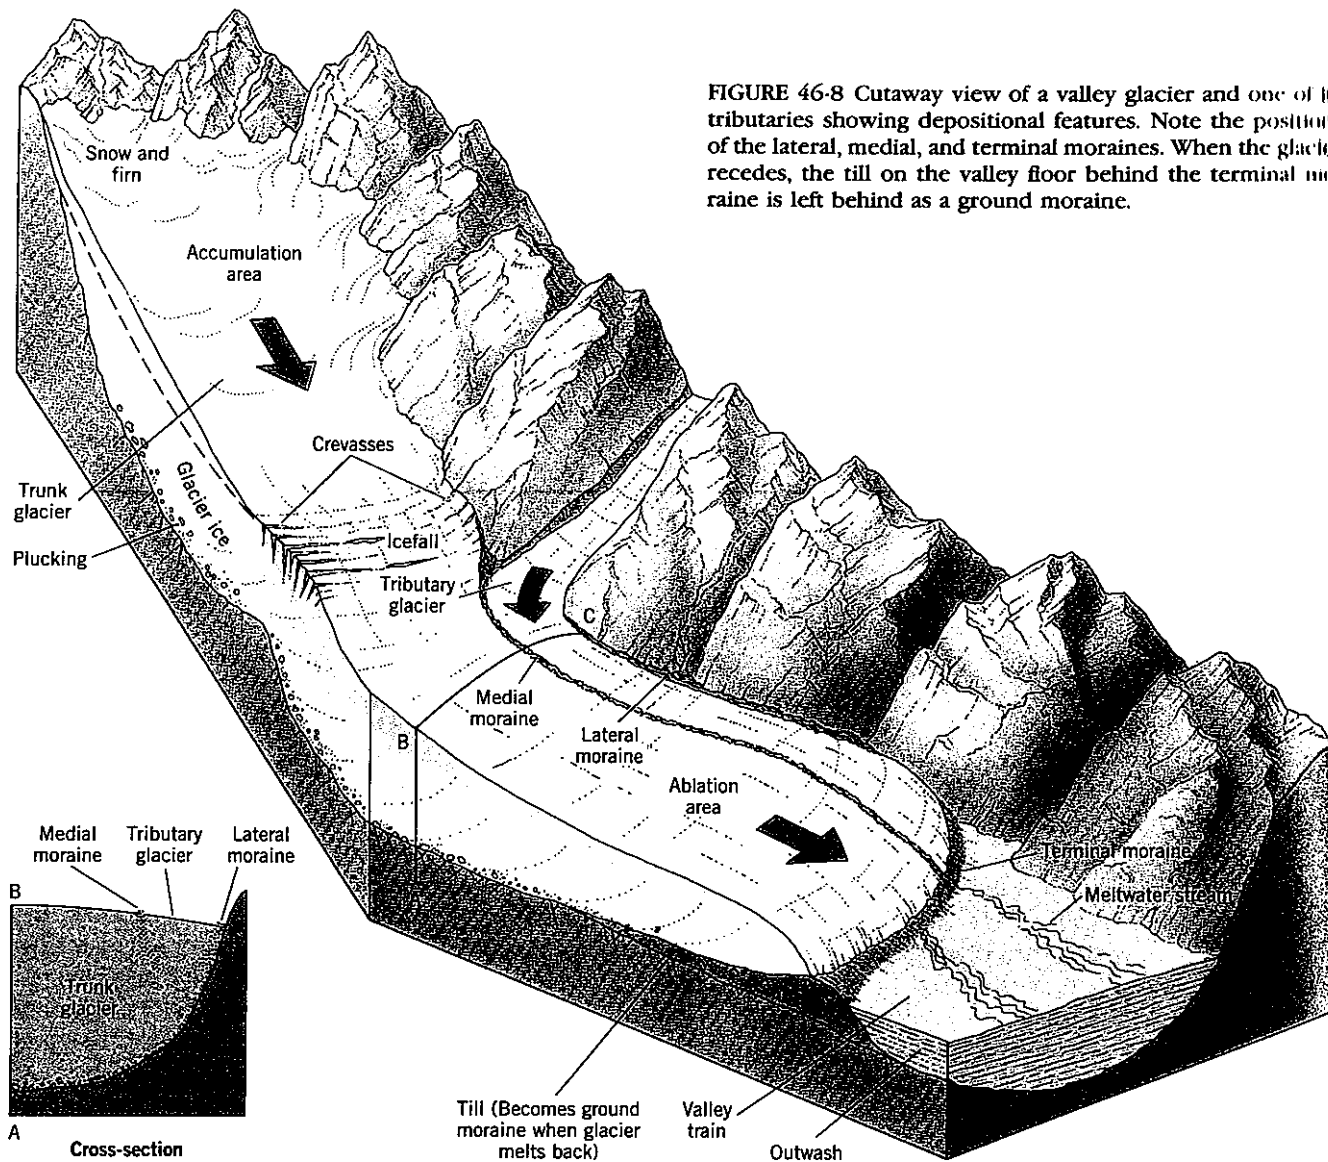 FIGURE 46-8 Cutaway view of a valley glacier and one of
tributaries showing depositional features. Note the
of the lateral, medial, and terminal moraines. When the
recedes, the till on the valley floor behind the terminal
raine is left behind as a ground moraine.
Snow and
firn
Accumulation
area
Crevasses
Trunk
glacier
Glacier ice
Plucking
Icefall
Tributary
glacier
C
Medial
moraine
B
Lateral
moraine
Ablation
area
Terminal moraine
Meltwater stream
Medial
moraine
Tributary
glacier
Lateral
moraine
B
Trunk
glacier
A
Cross-section
Till (Becomes ground
moraine when glacier
melts back)
Valley
train
Outwash